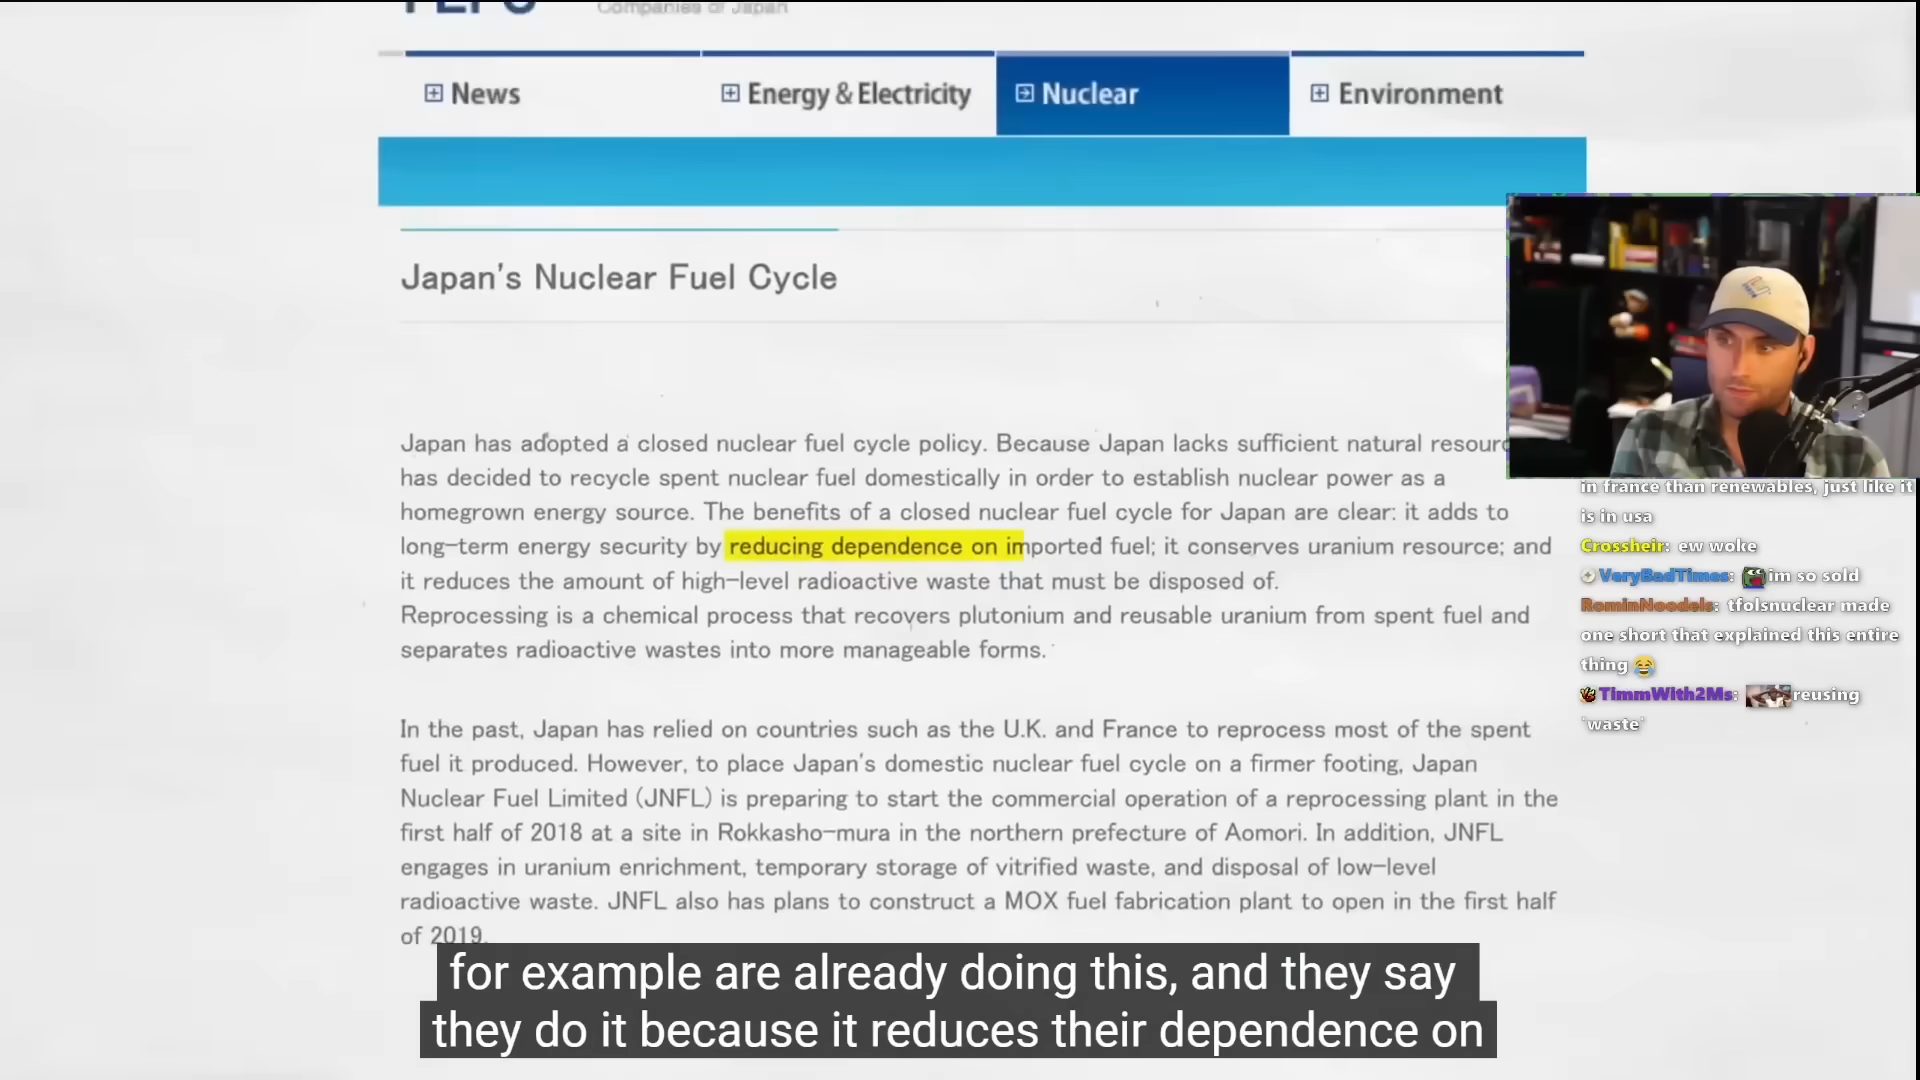 FEPC
Companies of Japan
News
Energy & Electricity
Nuclear
Environment
Japan's Nuclear Fuel Cycle
Japan has adopted a closed nuclear fuel cycle policy. Because Japan lacks sufficient natural
has decided to recycle spent nuclear fuel domestically in order to establish nuclear power as a
homegrown energy source. The benefits of a closed nuclear fuel cycle for Japan are clear: it adds to
long-term energy security by reducing dependence on imported fuel; it conserves uranium resource; and
it reduces the amount of high-level radioactive waste that must be disposed of.
Reprocessing is a chemical process that recovers plutonium and reusable uranium from spent fuel and
separates radioactive wastes into more manageable forms.
In the past, Japan has relied on countries such as the U.K. and France to reprocess most of the spent
fuel it produced. However, to place Japan's domestic nuclear fuel cycle on a firmer footing, Japan
Nuclear Fuel Limited (JNFL) is preparing to start the commercial operation of a reprocessing plant in the
first half of 2018 at a site in Rokkasho-mura in the northern prefecture of Aomori. In addition, JNFL
engages in uranium enrichment, temporary storage of vitrified waste, and disposal of low-level
radioactive waste. JNFL also has plans to construct a MOX fuel fabrication plant to open in the first half
of 2019.
in france than renewables, just like it
is in usa
Crossheir: ew woke
VeryBadTimes: im so sold
RominNoodels: tfolsnuclear made
one short that explained this entire
thing 😂
TimmWith2Ms: reusing
'waste'
for example are already doing this, and they say
they do it because it reduces their dependence on